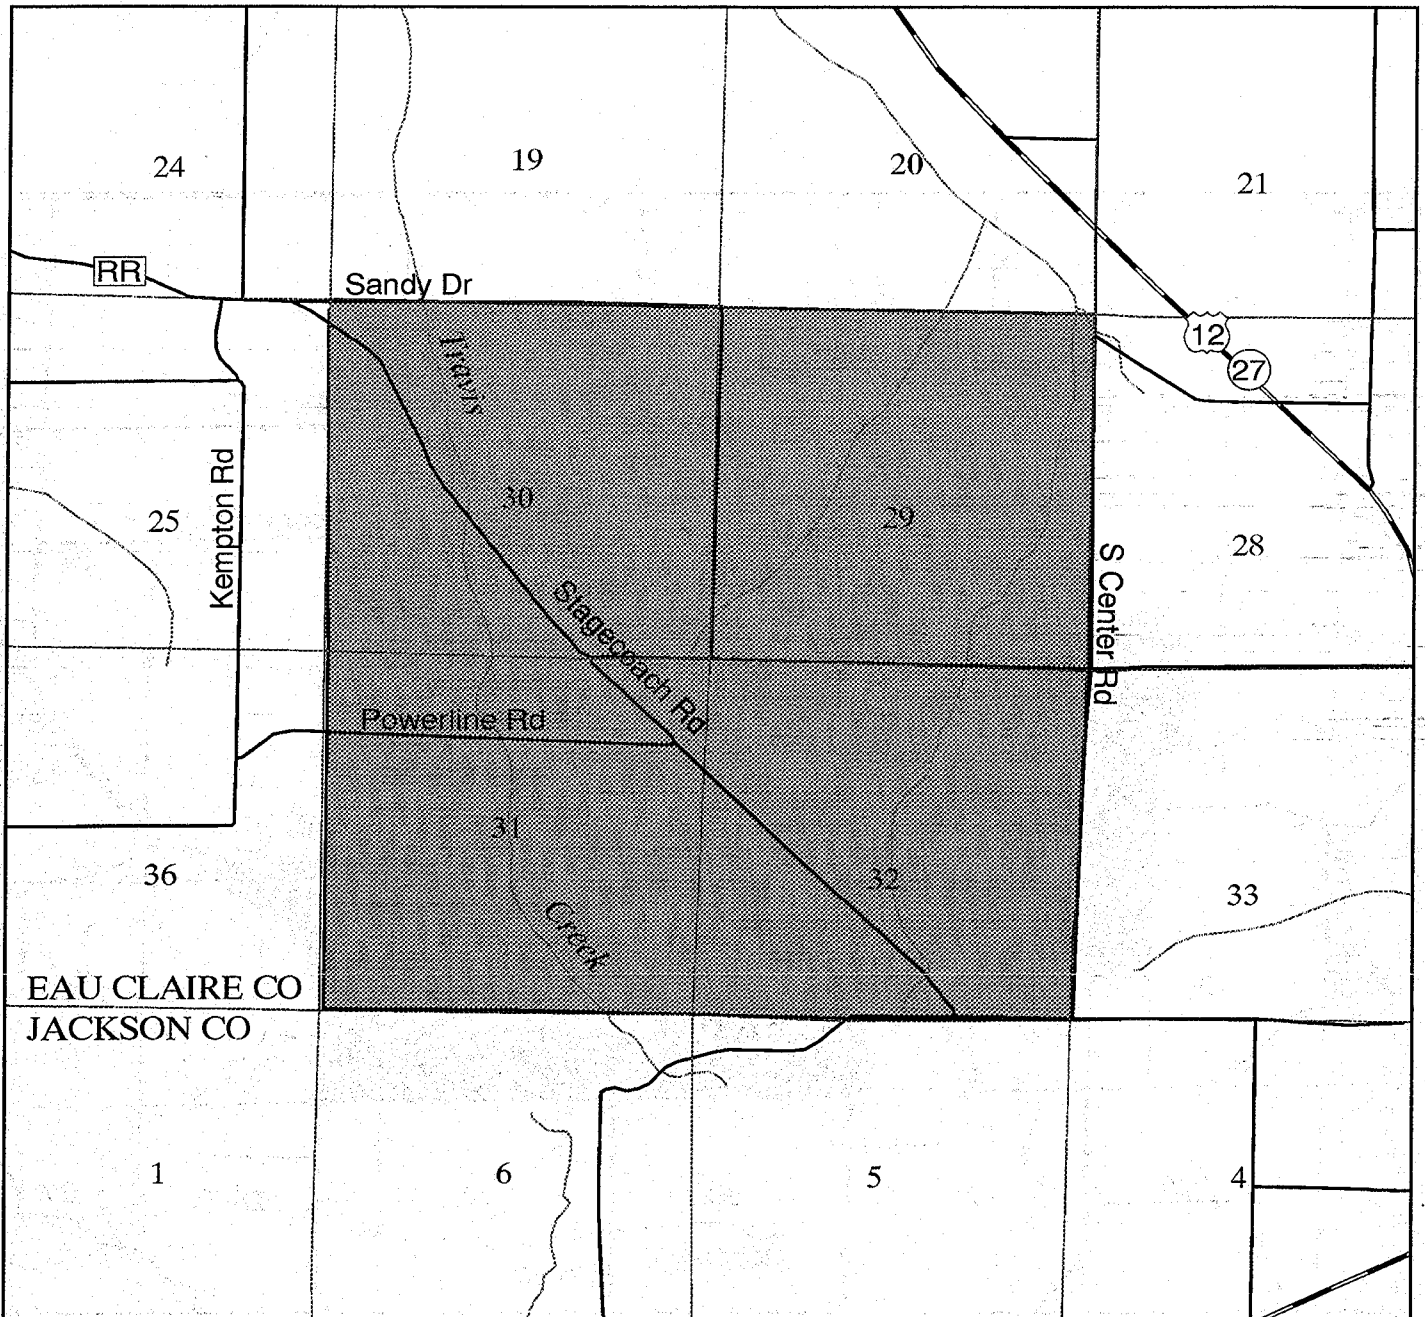 24
19
20
21
RR
Sandy Dr
Travis
12
27
30
29
25
Kempton Rd
28
S Center Rd
Stagecoach Rd
Powerline Rd
31
32
36
33
Creek
EAU CLAIRE CO
JACKSON CO
1
6
5
4